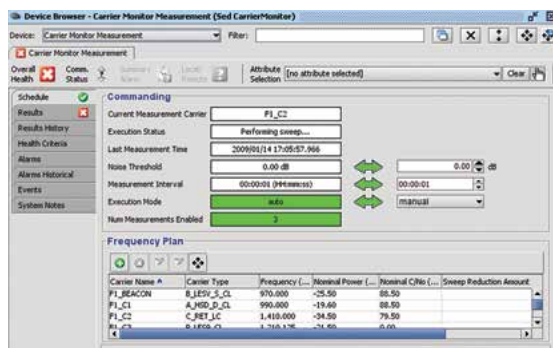 Device Browser - Carrier Monitor Measurement (Sed CarrierMonitor)
Device: Carrier Monitor Measurement Filter:
Carrier Monitor Measurement
Overall Health Comm. Status Attribute Selection [no attribute selected] Clear
Schedule
Results
Results History
Health Criteria
Alarms
Alarms Historical
Events
System Notes
Commanding
Current Measurement Carrier F1_C2
Execution Status Performing sweep...
Last Measurement Time 2009/01/14 17:05:57.966
Noise Threshold 0.00 dB 0.00 dB
Measurement Interval 00:00:01 (HH:mm:ss) 00:00:01
Execution Mode auto manual
Num Measurements Enabled 3
Frequency Plan
Carrier Name Carrier Type Frequency (... Nominal Power (... Nominal C/No (... Sweep Reduction Amount
F1_BEACON B_LESV_S_CL 970.000 -25.50 88.50
F1_C1 A_HSD_D_CL 990.000 -19.60 88.50
F1_C2 C_RET_LC 1,410.000 -34.50 79.50